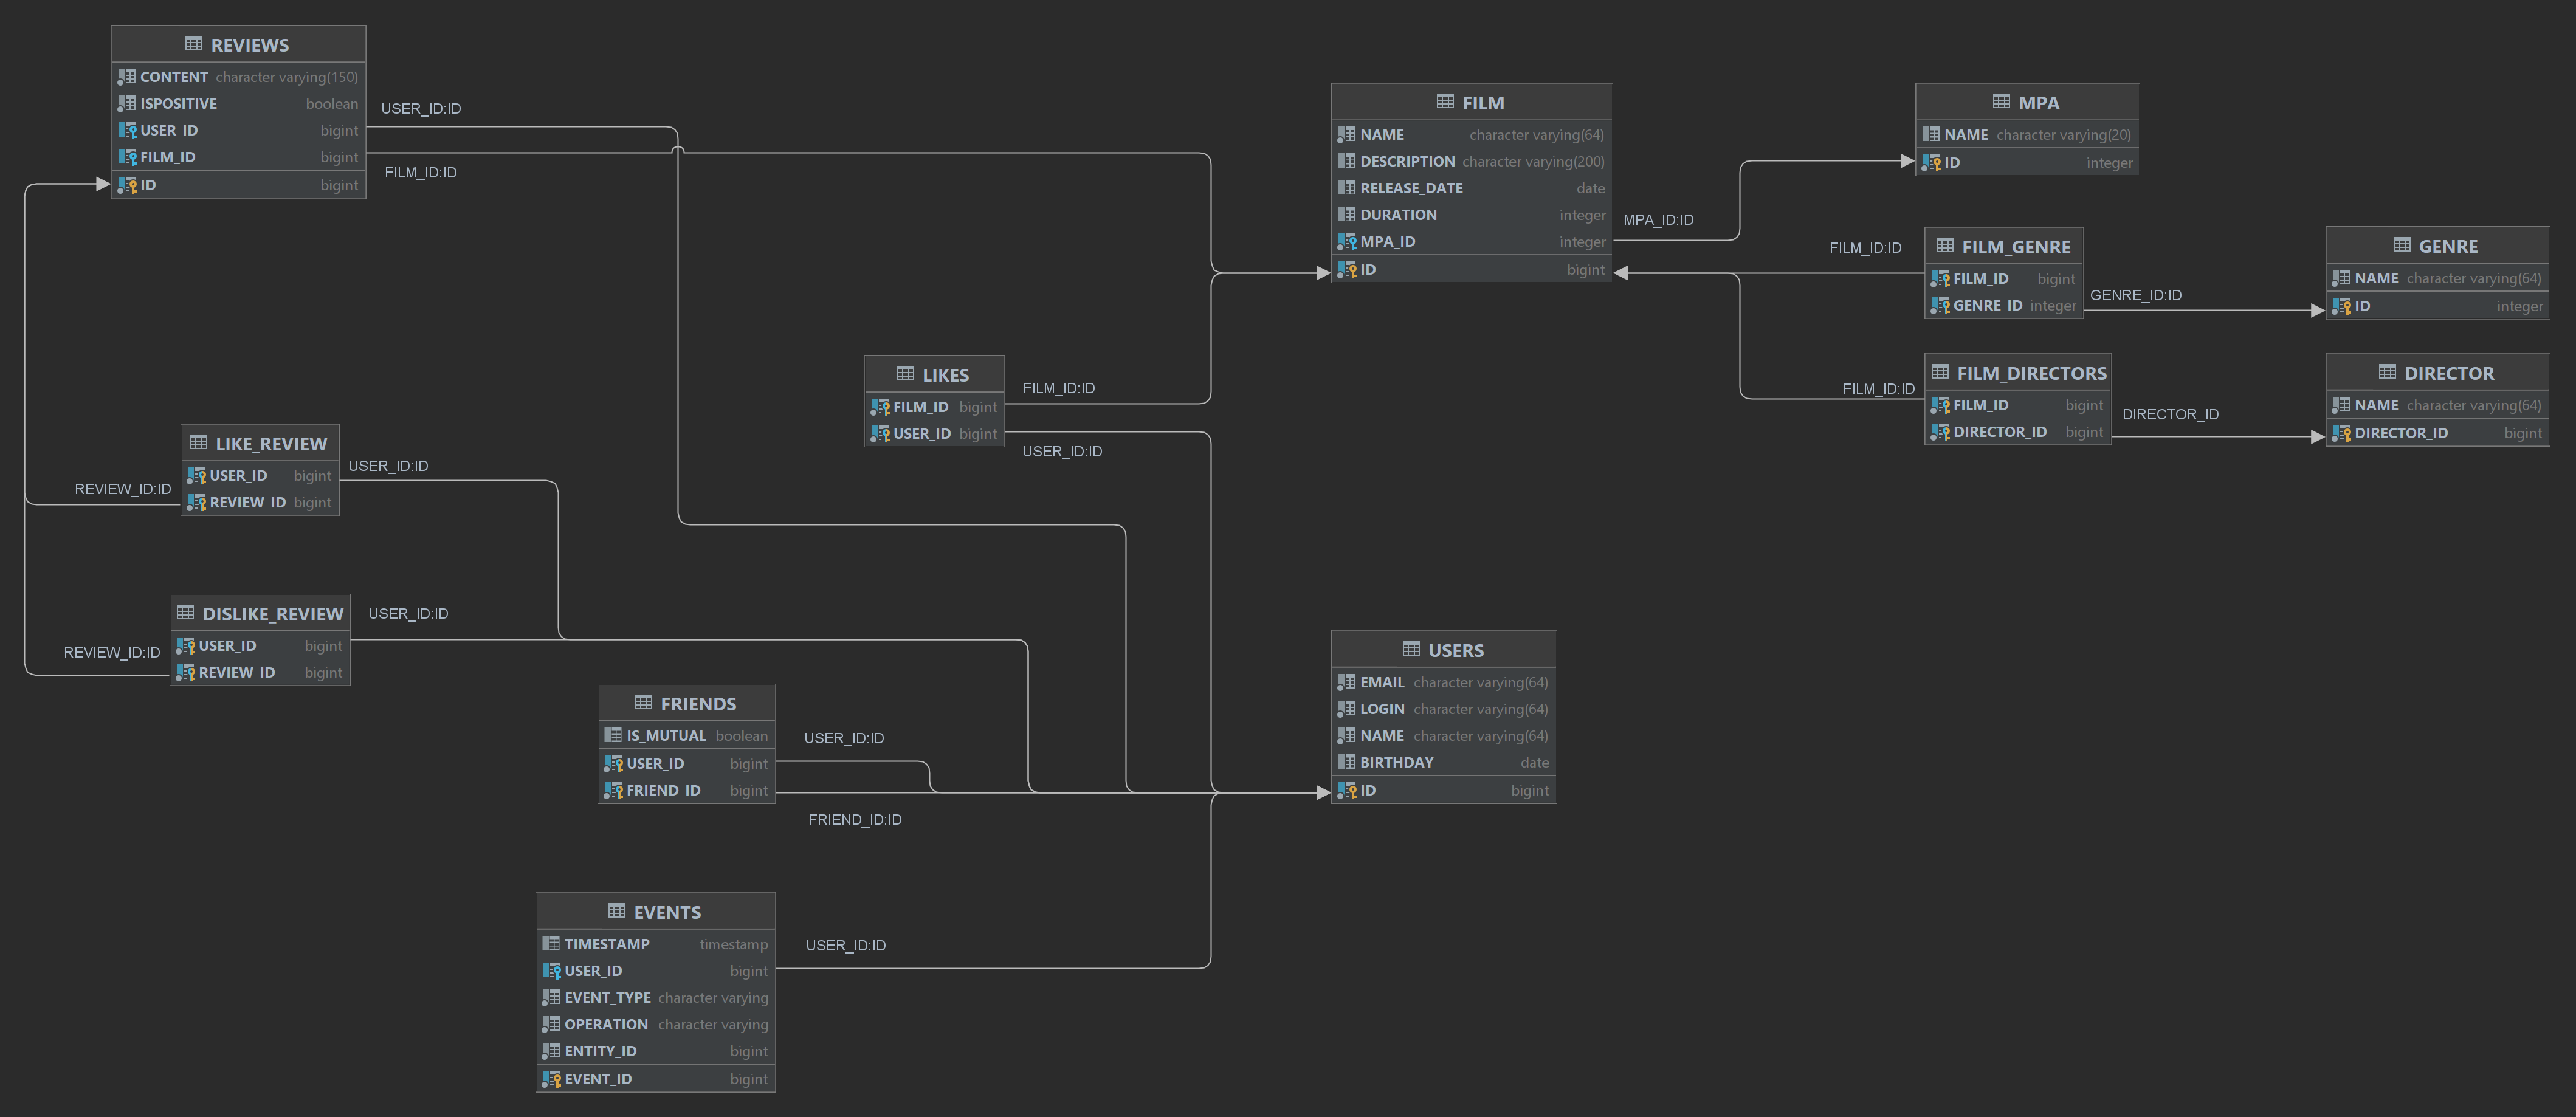 REVIEWS
CONTENT character varying(150)
ISPOSITIVE boolean
USER_ID bigint
FILM_ID bigint
ID bigint
USER_ID:ID
FILM_ID:ID
FILM
NAME character varying(64)
DESCRIPTION character varying(200)
RELEASE_DATE date
DURATION integer
MPA_ID integer
ID bigint
MPA_ID:ID
MPA
NAME character varying(20)
ID integer
FILM_ID:ID
FILM_GENRE
FILM_ID bigint
GENRE_ID integer
GENRE_ID:ID
GENRE
NAME character varying(64)
ID integer
FILM_ID:ID
FILM_DIRECTORS
FILM_ID bigint
DIRECTOR_ID bigint
DIRECTOR_ID
DIRECTOR
NAME character varying(64)
DIRECTOR_ID bigint
LIKES
FILM_ID bigint
USER_ID bigint
FILM_ID:ID
USER_ID:ID
LIKE_REVIEW
USER_ID bigint
REVIEW_ID bigint
USER_ID:ID
REVIEW_ID:ID
DISLIKE_REVIEW
USER_ID bigint
REVIEW_ID bigint
USER_ID:ID
REVIEW_ID:ID
FRIENDS
IS_MUTUAL boolean
USER_ID bigint
FRIEND_ID bigint
USER_ID:ID
FRIEND_ID:ID
USERS
EMAIL character varying(64)
LOGIN character varying(64)
NAME character varying(64)
BIRTHDAY date
ID bigint
EVENTS
TIMESTAMP timestamp
USER_ID bigint
EVENT_TYPE character varying
OPERATION character varying
ENTITY_ID bigint
EVENT_ID bigint
USER_ID:ID